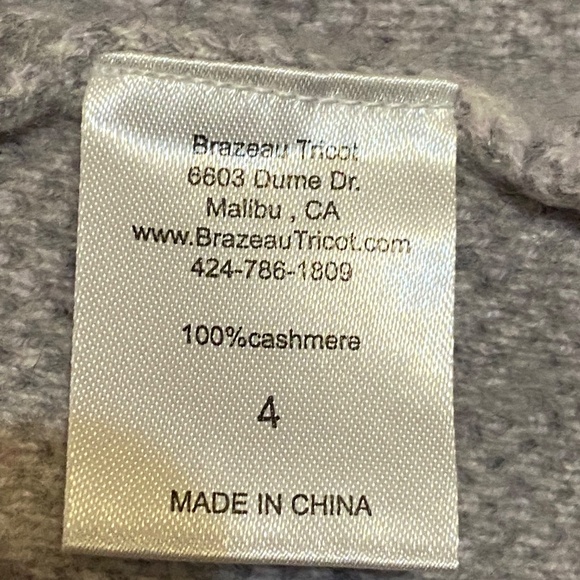 Brazeau Tricot
6603 Dume Dr.
Malibu , CA
www.BrazeauTricot.com
424-786-1809
100%cashmere
4
MADE IN CHINA